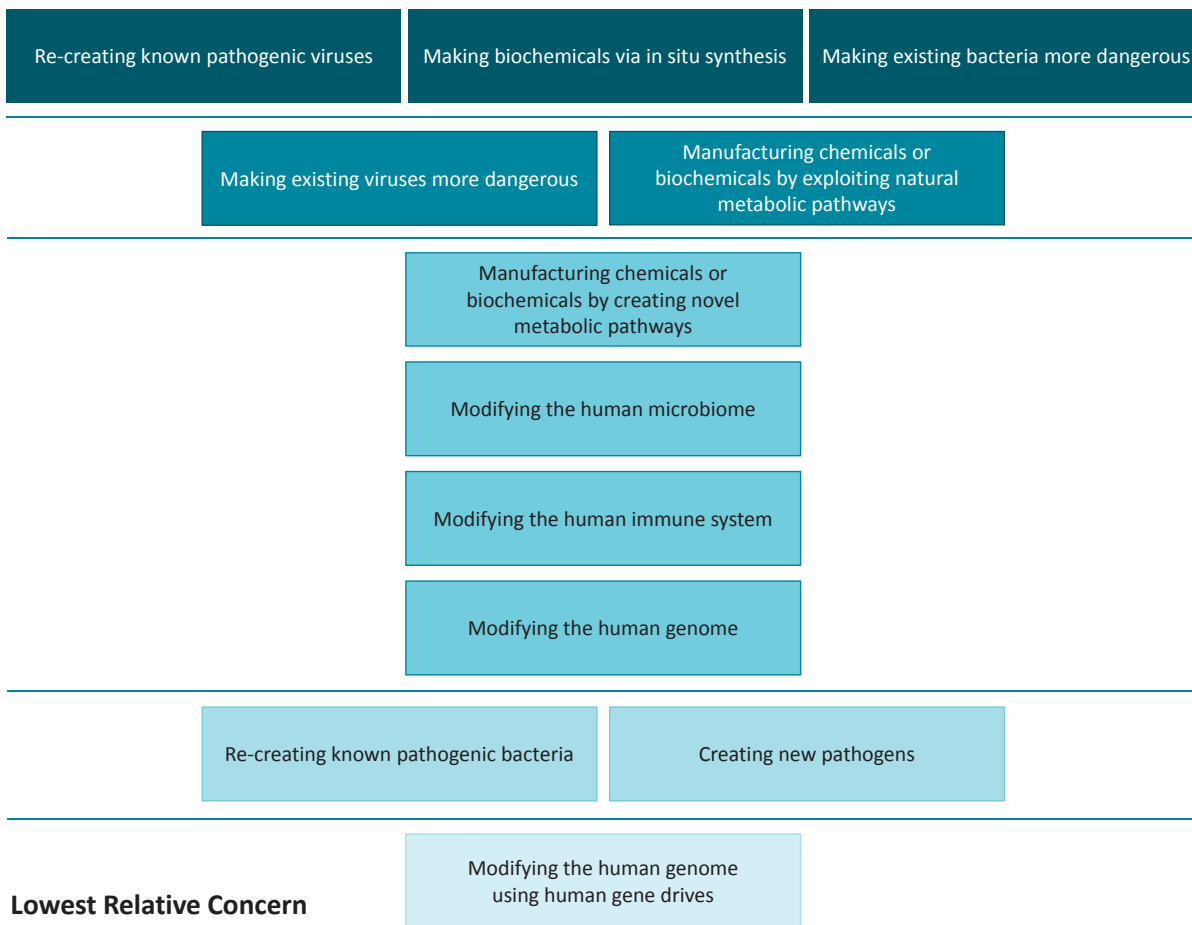 Re-creating known pathogenic viruses
Making biochemicals via in situ synthesis
Making existing bacteria more dangerous
Making existing viruses more dangerous
Manufacturing chemicals or
biochemicals by exploiting natural
metabolic pathways
Manufacturing chemicals or
biochemicals by creating novel
metabolic pathways
Modifying the human microbiome
Modifying the human immune system
Modifying the human genome
Re-creating known pathogenic bacteria
Creating new pathogens
Modifying the human genome
using human gene drives
Lowest Relative Concern